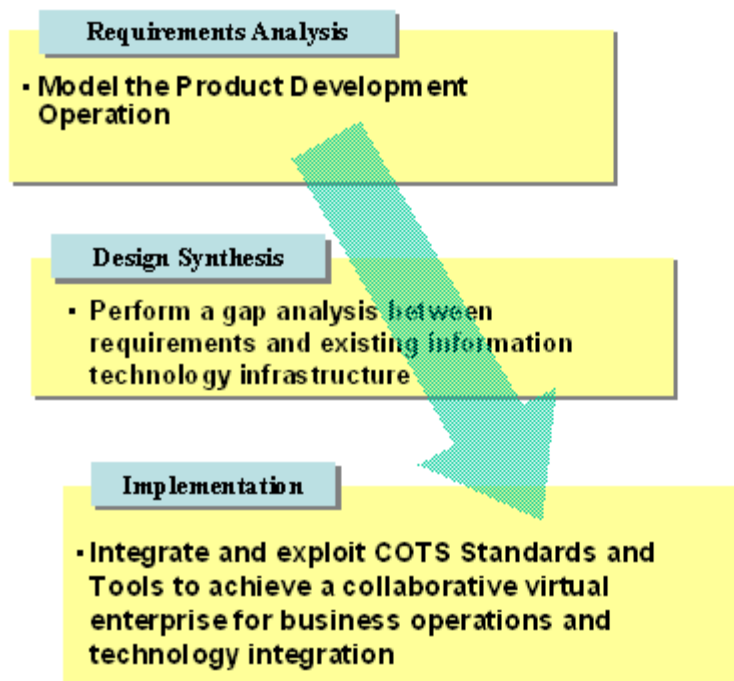 Requirements Analysis
▪ Model the Product Development
Operation
Design Synthesis
▪ Perform a gap analysis between
requirements and existing information
technology infrastructure
Implementation
▪ Integrate and exploit COTS Standards and
Tools to achieve a collaborative virtual
enterprise for business operations and
technology integration